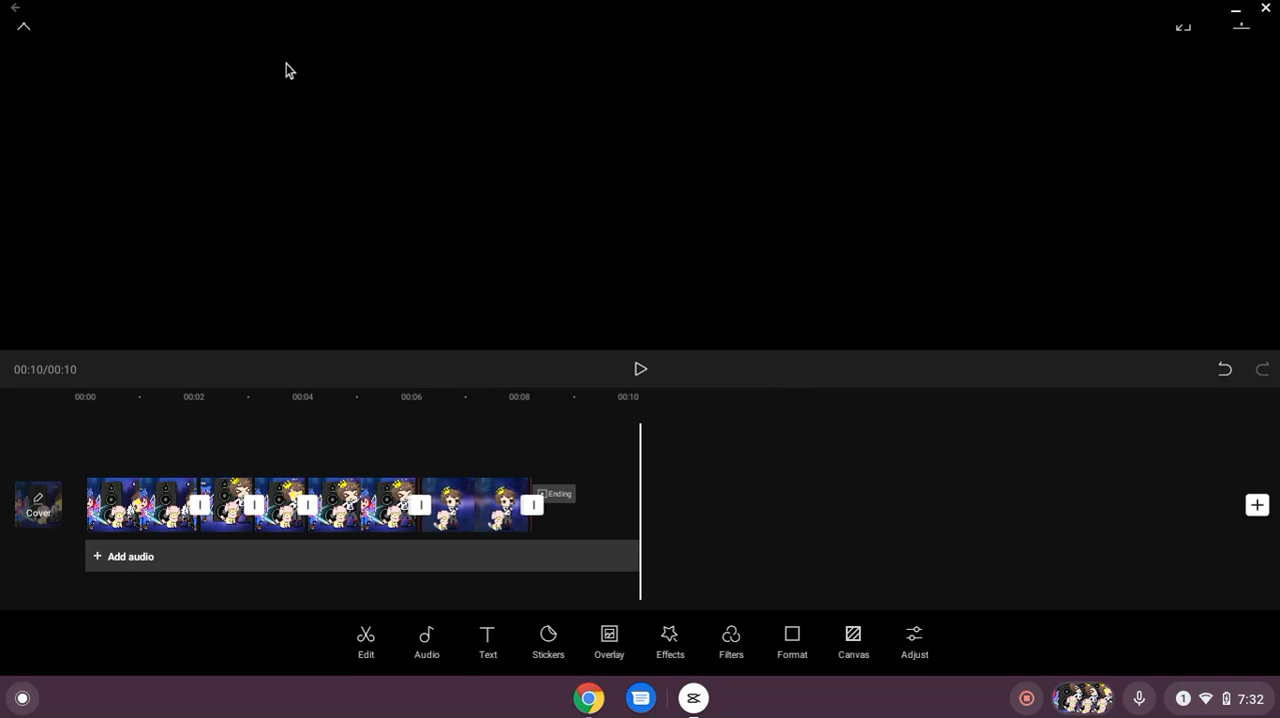 00:10/00:10
00:00 00:02 00:04 00:06 00:08 00:10
Cover
Ending
+ Add audio
Edit Audio Text Stickers Overlay Effects Filters Format Canvas Adjust
1 7:32